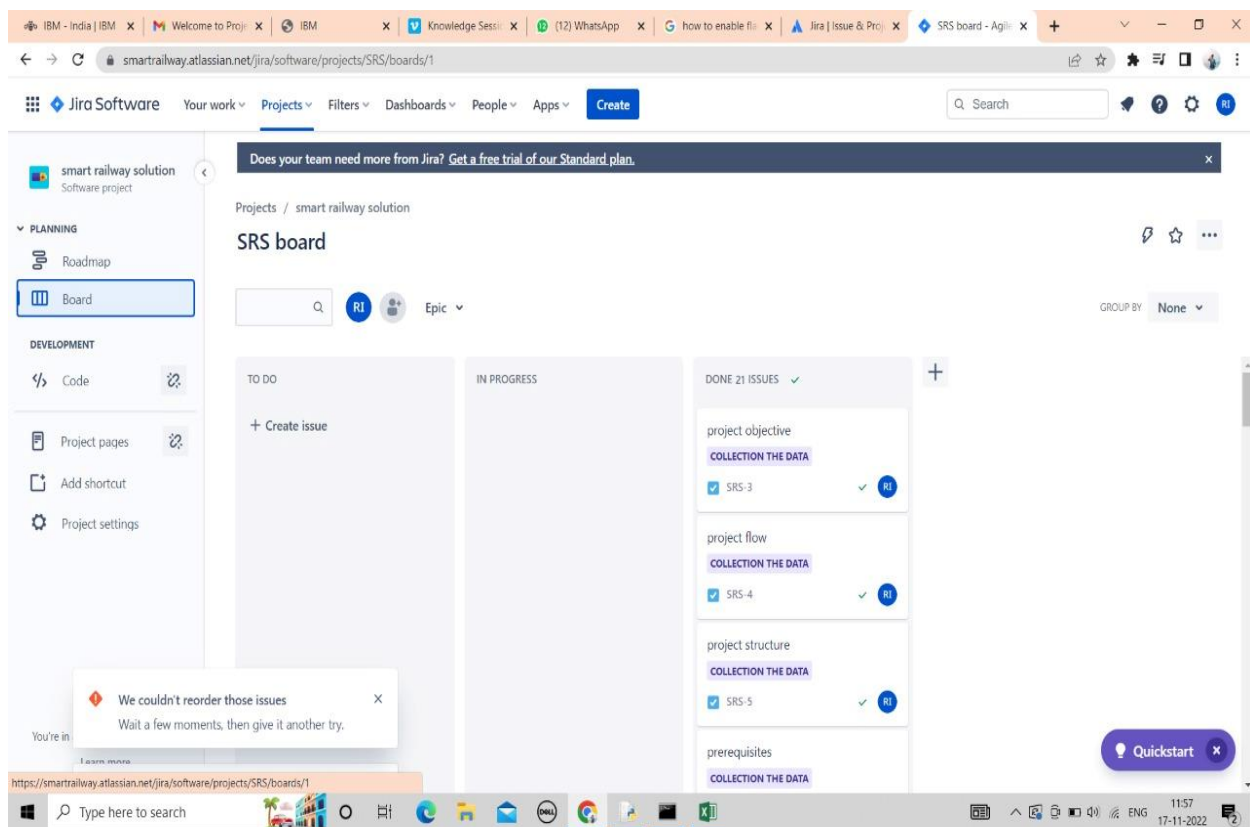 IBM - India | IBM
Welcome to Proje
IBM
Knowledge Sessi
(12) WhatsApp
how to enable fla
Jira | Issue & Proj
SRS board - Agile
smartrailway.atlassian.net/jira/software/projects/SRS/boards/1
Jira Software
Your work
Projects
Filters
Dashboards
People
Apps
Create
Search
RI
Does your team need more from Jira? Get a free trial of our Standard plan.
smart railway solution
Software project
Projects / smart railway solution
PLANNING
SRS board
Roadmap
Board
RI
Epic
GROUP BY None
DEVELOPMENT
Code
TO DO
IN PROGRESS
DONE 21 ISSUES
+ Create issue
Project pages
Add shortcut
Project settings
project objective
COLLECTION THE DATA
SRS-3
RI
project flow
COLLECTION THE DATA
SRS-4
RI
project structure
COLLECTION THE DATA
SRS-5
RI
prerequisites
COLLECTION THE DATA
We couldn't reorder those issues
Wait a few moments, then give it another try.
You're in
Learn more
Quickstart
https://smartrailway.atlassian.net/jira/software/projects/SRS/boards/1
Type here to search
DELL
ENG
11:57
17-11-2022
2